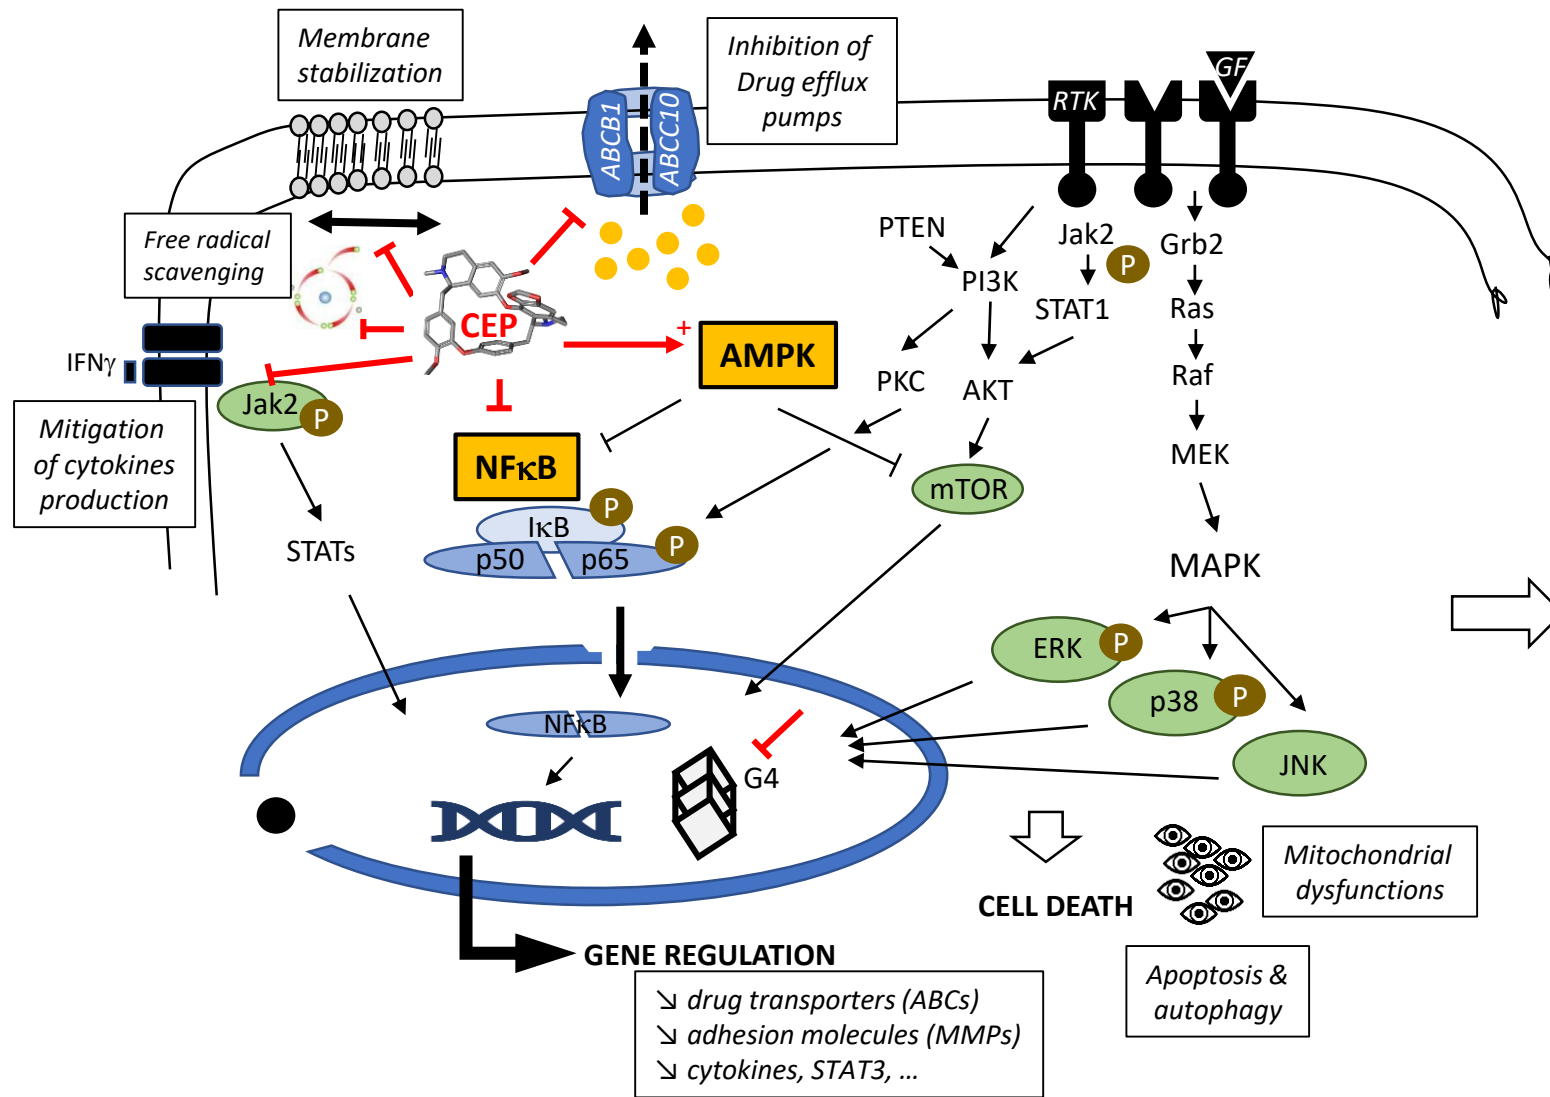 Membrane
stabilization
Inhibition of
Drug efflux
pumps
ABCB1
ABCC10
RTK
GF
Free radical
scavenging
CEP
+
AMPK
NFκB
IFNγ
Jak2
P
Mitigation
of cytokines
production
STATs
IκB
P
p50
p65
P
PTEN
PI3K
PKC
AKT
mTOR
Jak2
P
STAT1
Grb2
Ras
Raf
MEK
MAPK
ERK
P
p38
P
JNK
NFκB
G4
CELL DEATH
Mitochondrial
dysfunctions
Apoptosis &
autophagy
GENE REGULATION
↘ drug transporters (ABCs)
↘ adhesion molecules (MMPs)
↘ cytokines, STAT3, ...